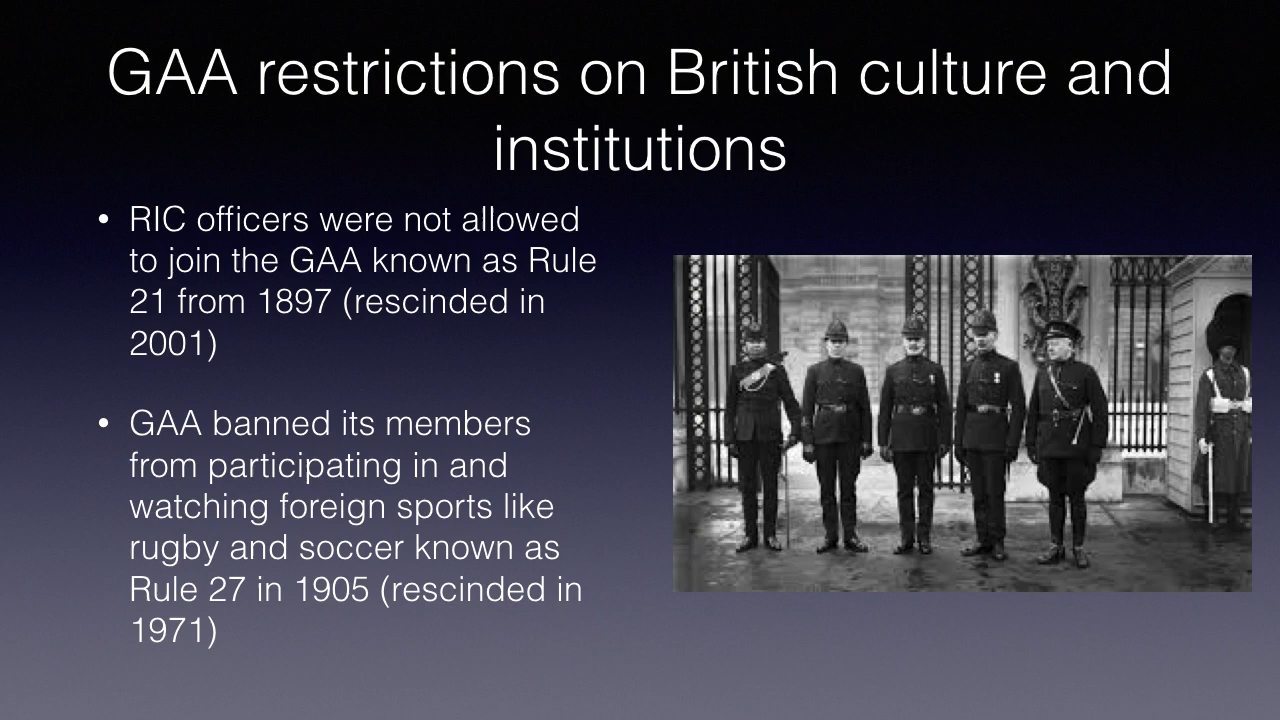 GAA restrictions on British culture and
institutions
• RIC officers were not allowed
to join the GAA known as Rule
21 from 1897 (rescinded in
2001)
• GAA banned its members
from participating in and
watching foreign sports like
rugby and soccer known as
Rule 27 in 1905 (rescinded in
1971)